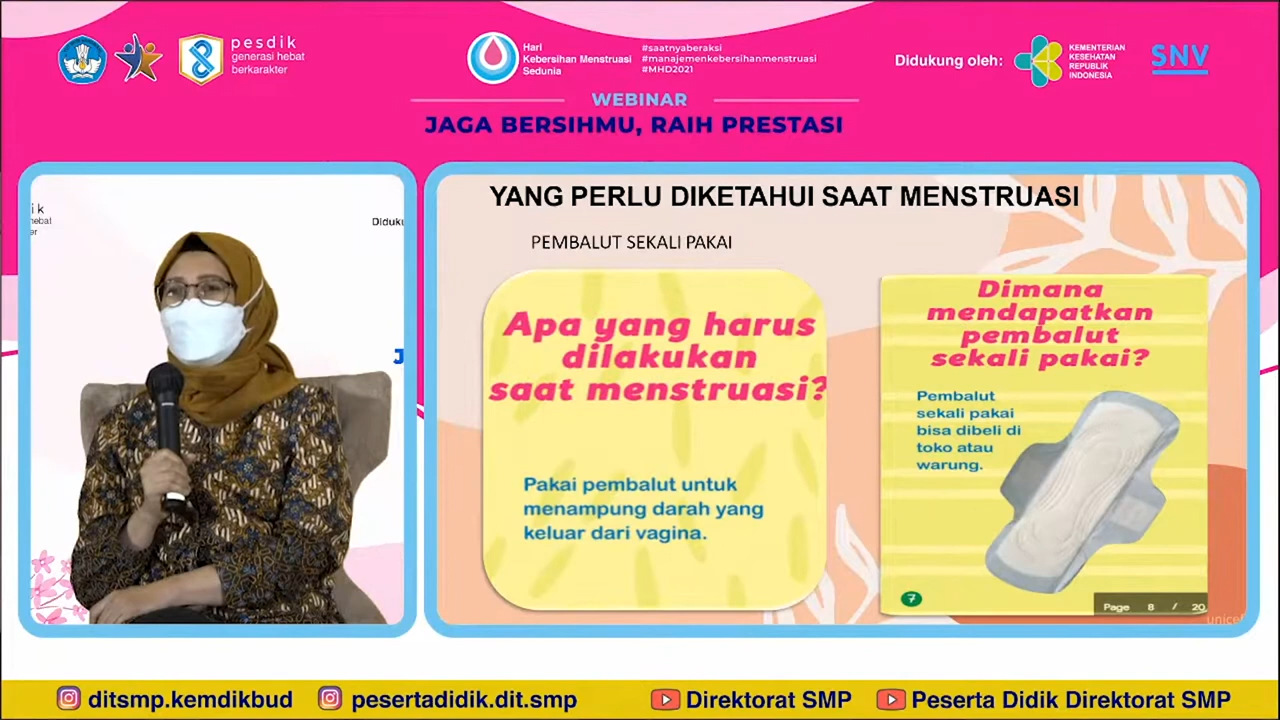 pesdik
generasi hebat
berkarakter
Hari
Kebersihan Menstruasi
Sedunia
#saatnyaberaksi
#manajemenkebersihanmenstruasi
#MHD2021
Didukung oleh:
KEMENTERIAN
KESEHATAN
REPUBLIK
INDONESIA
SNV
WEBINAR
JAGA BERSIHMU, RAIH PRESTASI
ik
hebat
er
Diduku
J
YANG PERLU DIKETAHUI SAAT MENSTRUASI
PEMBALUT SEKALI PAKAI
Apa yang harus
dilakukan
saat menstruasi?
Pakai pembalut untuk
menampung darah yang
keluar dari vagina.
Dimana
mendapatkan
pembalut
sekali pakai?
Pembalut
sekali pakai
bisa dibeli di
toko atau
warung.
7
Page 8 / 20
unicef
ditsmp.kemdikbud
pesertadidik.dit.smp
Direktorat SMP
Peserta Didik Direktorat SMP